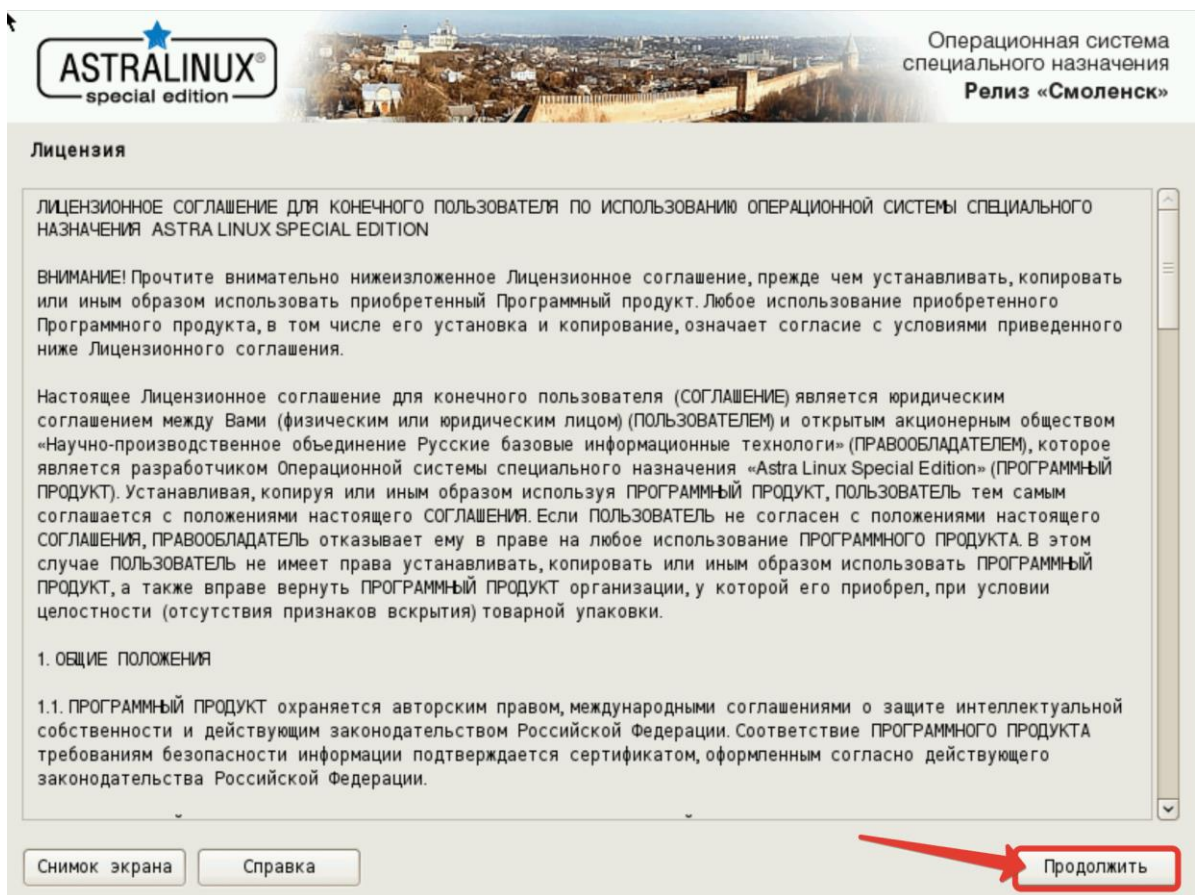 ASTRALINUX®
special edition
Операционная система
специального назначения
Релиз «Смоленск»
Лицензия
ЛИЦЕНЗИОННОЕ СОГЛАШЕНИЕ ДЛЯ КОНЕЧНОГО ПОЛЬЗОВАТЕЛЯ ПО ИСПОЛЬЗОВАНИЮ ОПЕРАЦИОННОЙ СИСТЕМЫ СПЕЦИАЛЬНОГО
НАЗНАЧЕНИЯ ASTRA LINUX SPECIAL EDITION
ВНИМАНИЕ! Прочтите внимательно нижеизложенное Лицензионное соглашение, прежде чем устанавливать, копировать
или иным образом использовать приобретенный Программный продукт. Любое использование приобретенного
Программного продукта, в том числе его установка и копирование, означает согласие с условиями приведенного
ниже Лицензионного соглашения.
Настоящее Лицензионное соглашение для конечного пользователя (СОГЛАШЕНИЕ) является юридическим
соглашением между Вами (физическим или юридическим лицом) (ПОЛЬЗОВАТЕЛЕМ) и открытым акционерным обществом
«Научно-производственное объединение Русские базовые информационные технологи» (ПРАВООБЛАДАТЕЛЕМ), которое
является разработчиком Операционной системы специального назначения «Astra Linux Special Edition» (ПРОГРАММНЫЙ
ПРОДУКТ). Устанавливая, копируя или иным образом используя ПРОГРАММНЫЙ ПРОДУКТ, ПОЛЬЗОВАТЕЛЬ тем самым
соглашается с положениями настоящего СОГЛАШЕНИЯ. Если ПОЛЬЗОВАТЕЛЬ не согласен с положениями настоящего
СОГЛАШЕНИЯ, ПРАВООБЛАДАТЕЛЬ отказывает ему в праве на любое использование ПРОГРАММНОГО ПРОДУКТА. В этом
случае ПОЛЬЗОВАТЕЛЬ не имеет права устанавливать, копировать или иным образом использовать ПРОГРАММНЫЙ
ПРОДУКТ, а также вправе вернуть ПРОГРАММНЫЙ ПРОДУКТ организации, у которой его приобрел, при условии
целостности (отсутствия признаков вскрытия) товарной упаковки.
1. ОБЩИЕ ПОЛОЖЕНИЯ
1.1. ПРОГРАММНЫЙ ПРОДУКТ охраняется авторским правом, международными соглашениями о защите интеллектуальной
собственности и действующим законодательством Российской Федерации. Соответствие ПРОГРАММНОГО ПРОДУКТА
требованиям безопасности информации подтверждается сертификатом, оформленным согласно действующего
законодательства Российской Федерации.
Снимок экрана
Справка
Продолжить